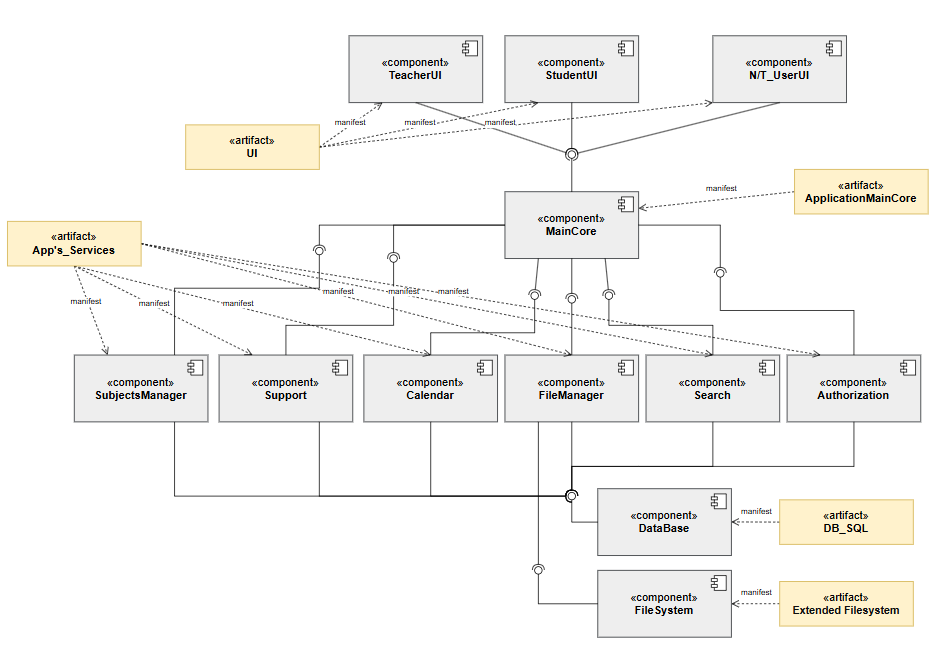 «component»
TeacherUI
«component»
StudentUI
«component»
N/T_UserUI
manifest
manifest
manifest
«artifact»
UI
«artifact»
ApplicationMainCore
manifest
«component»
MainCore
«artifact»
App's_Services
manifest
manifest
manifest
manifest
manifest
manifest
«component»
SubjectsManager
«component»
Support
«component»
Calendar
«component»
FileManager
«component»
Search
«component»
Authorization
«component»
DataBase
manifest
«artifact»
DB_SQL
«component»
FileSystem
manifest
«artifact»
Extended Filesystem